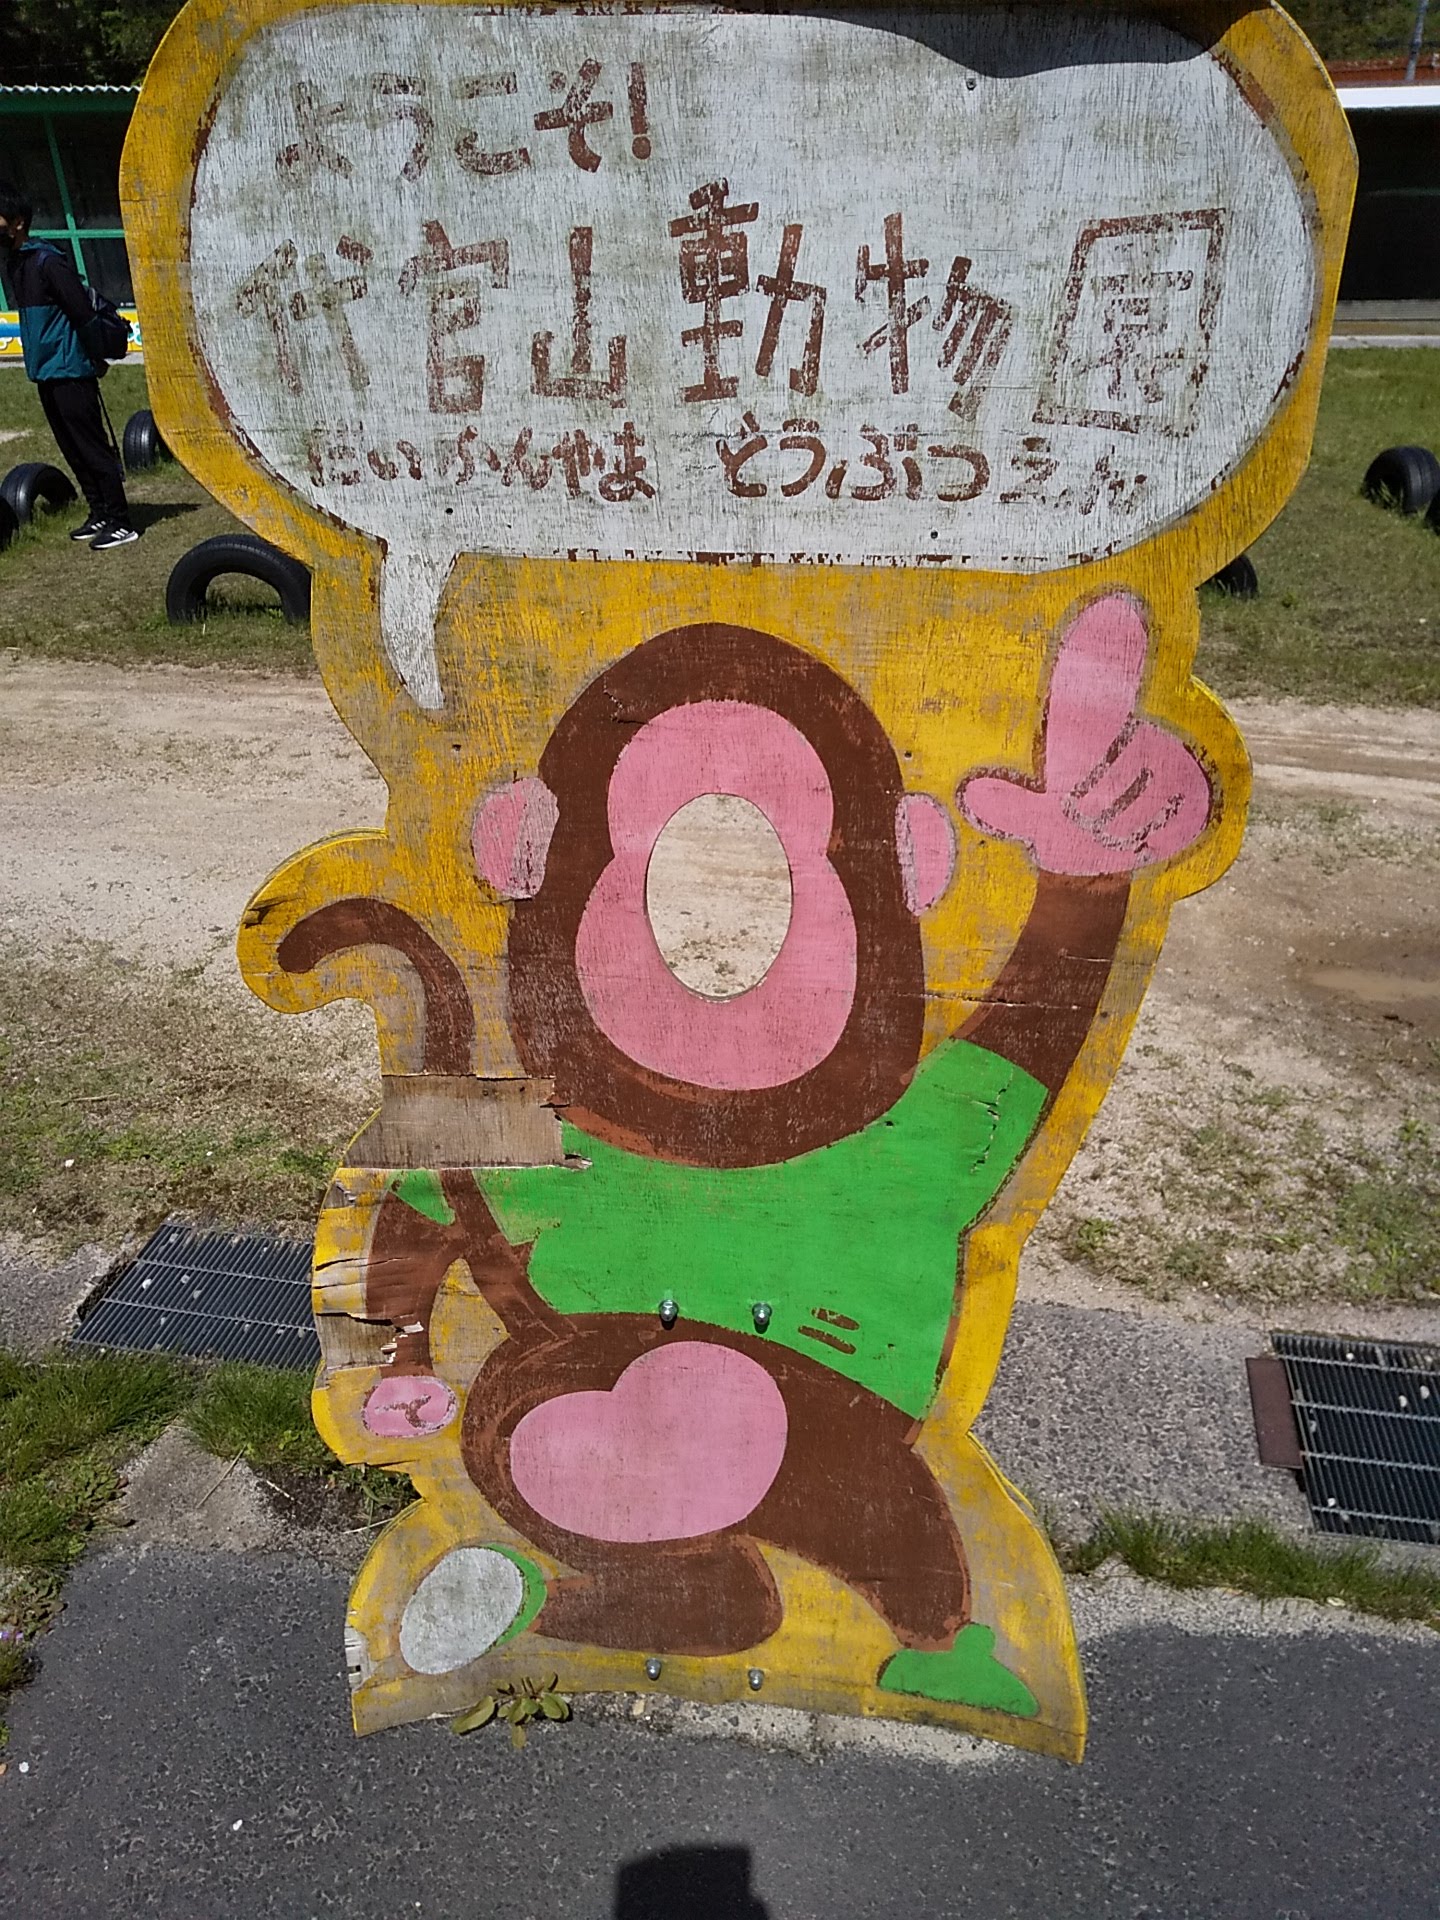 ようこそ!
代官山動物園
だいかんやま どうぶつえん